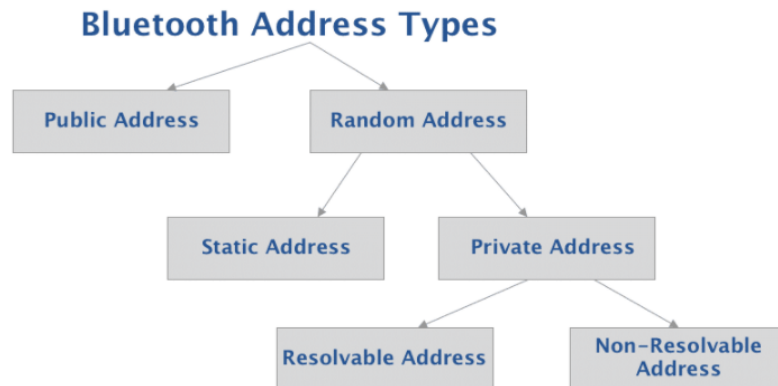 Bluetooth Address Types
Public Address
Random Address
Static Address
Private Address
Resolvable Address
Non-Resolvable
Address